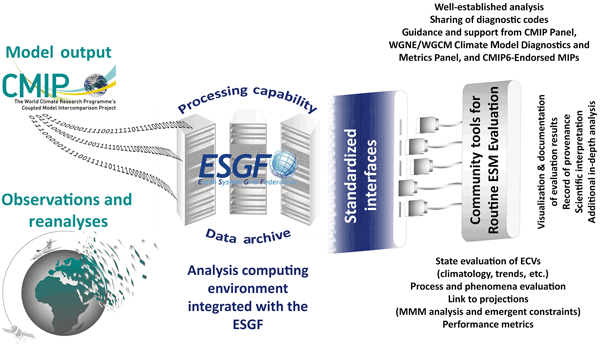 Well-established analysis
Sharing of diagnostic codes
Guidance and support from CMIP Panel,
WGNE/WGCM Climate Model Diagnostics and
Metrics Panel, and CMIP6-Endorsed MIPs
Model output
CMIP
The World Climate Research Programme's
Coupled Model Intercomparison Project
Observations and
reanalyses
Processing capability
ESGF
Earth System Grid Federation
Data archive
Analysis computing
environment
integrated with the
ESGF
Standardized
interfaces
Community tools for
Routine ESM Evaluation
Visualization & documentation
of evaluation results
Record of provenance
Scientific interpretation
Additional in-depth analysis
State evaluation of ECVs
(climatology, trends, etc.)
Process and phenomena evaluation
Link to projections
(MMM analysis and emergent constraints)
Performance metrics